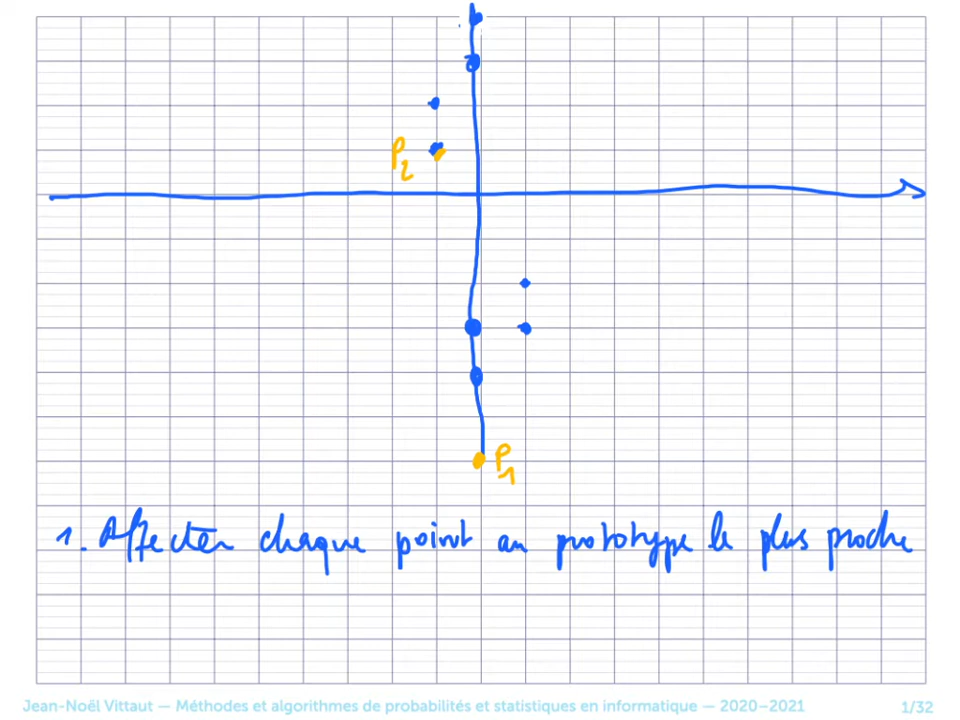 P2
P1
1. Affecter chaque point au prototype le plus proche
Jean-Noël Vittaut — Méthodes et algorithmes de probabilités et statistiques en informatique — 2020–2021 1/32